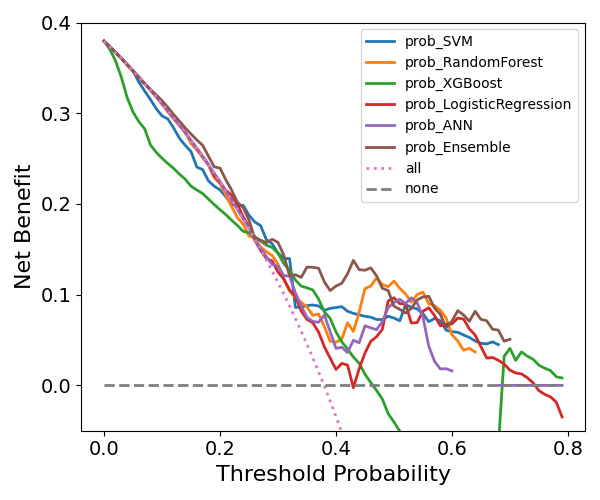 Net Benefit
0.4
0.3
0.2
0.1
0.0
prob_SVM
prob_RandomForest
prob_XGBoost
prob_LogisticRegression
prob_ANN
prob_Ensemble
all
none
0.0 0.2 0.4 0.6 0.8
Threshold Probability